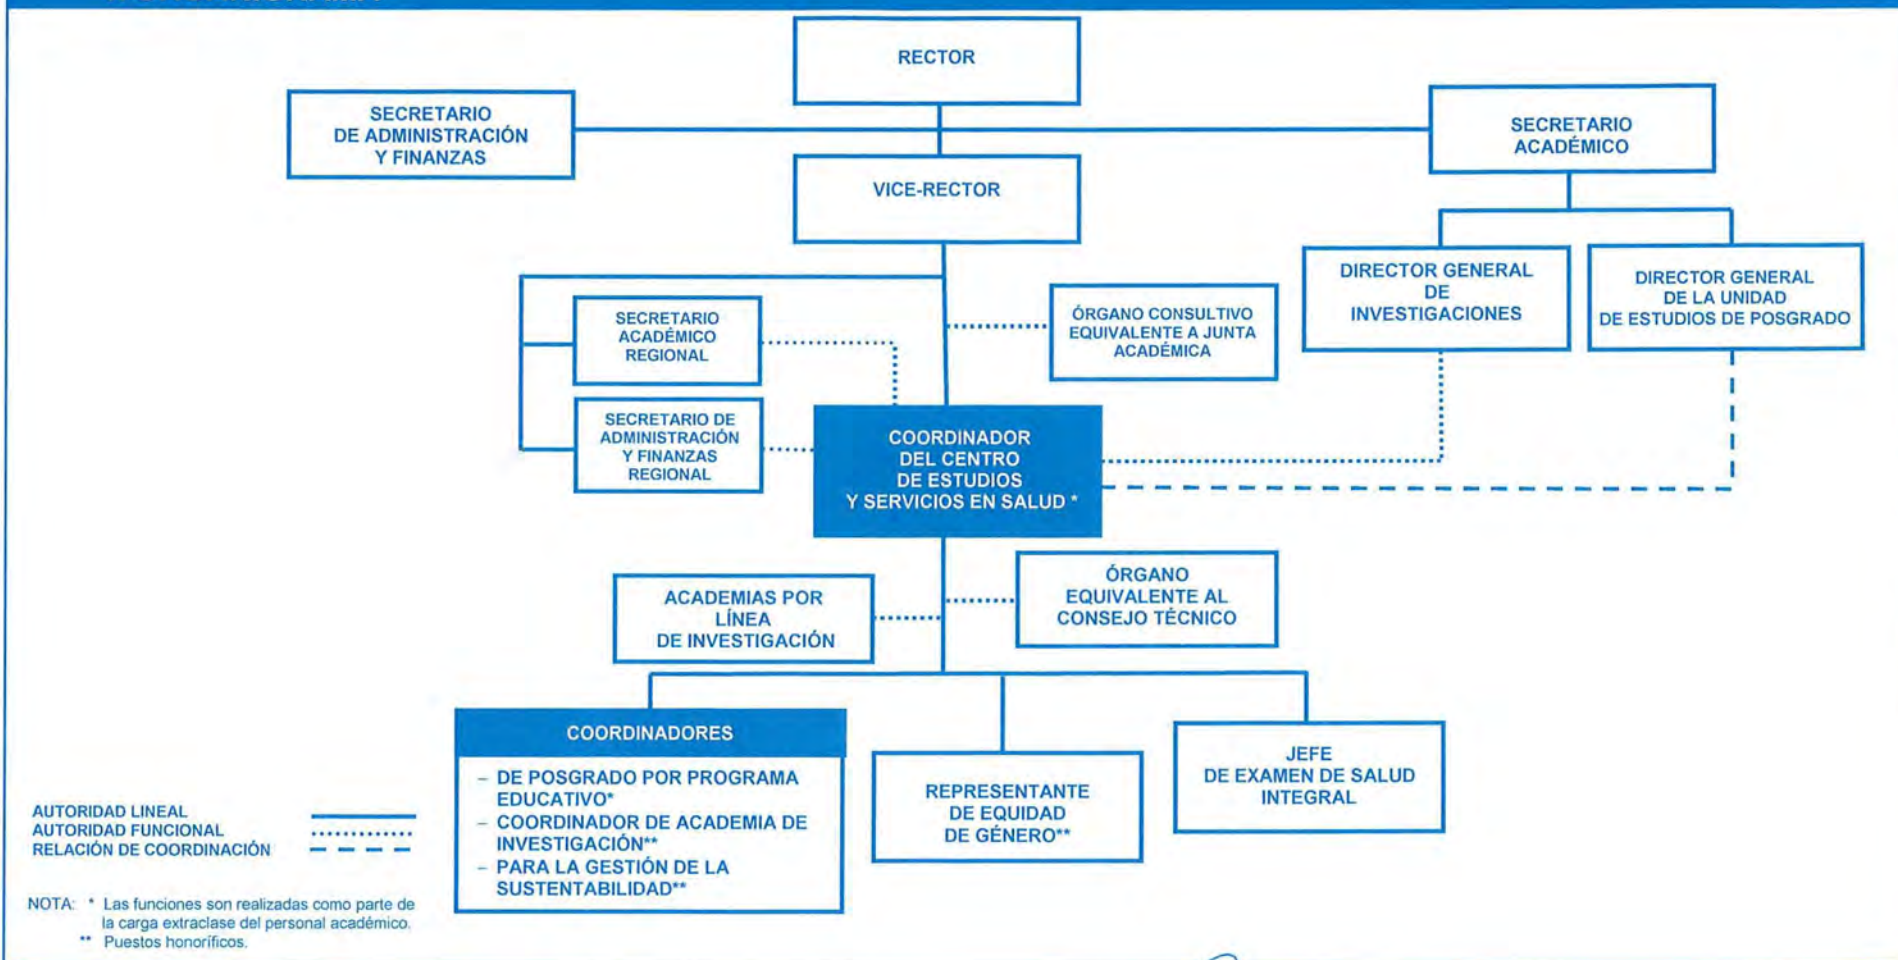 RECTOR
SECRETARIO
DE ADMINISTRACIÓN
Y FINANZAS
SECRETARIO
ACADÉMICO
VICE-RECTOR
DIRECTOR GENERAL
DE
INVESTIGACIONES
DIRECTOR GENERAL
DE LA UNIDAD
DE ESTUDIOS DE POSGRADO
SECRETARIO
ACADÉMICO
REGIONAL
ÓRGANO CONSULTIVO
EQUIVALENTE A JUNTA
ACADÉMICA
SECRETARIO DE
ADMINISTRACIÓN
Y FINANZAS
REGIONAL
COORDINADOR
DEL CENTRO
DE ESTUDIOS
Y SERVICIOS EN SALUD *
ACADEMIAS POR
LÍNEA
DE INVESTIGACIÓN
ÓRGANO
EQUIVALENTE AL
CONSEJO TÉCNICO
COORDINADORES
– DE POSGRADO POR PROGRAMA
EDUCATIVO*
– COORDINADOR DE ACADEMIA DE
INVESTIGACIÓN**
– PARA LA GESTIÓN DE LA
SUSTENTABILIDAD**
REPRESENTANTE
DE EQUIDAD
DE GÉNERO**
JEFE
DE EXAMEN DE SALUD
INTEGRAL
AUTORIDAD LINEAL
AUTORIDAD FUNCIONAL
RELACIÓN DE COORDINACIÓN
NOTA: * Las funciones son realizadas como parte de
la carga extraclase del personal académico.
** Puestos honoríficos.